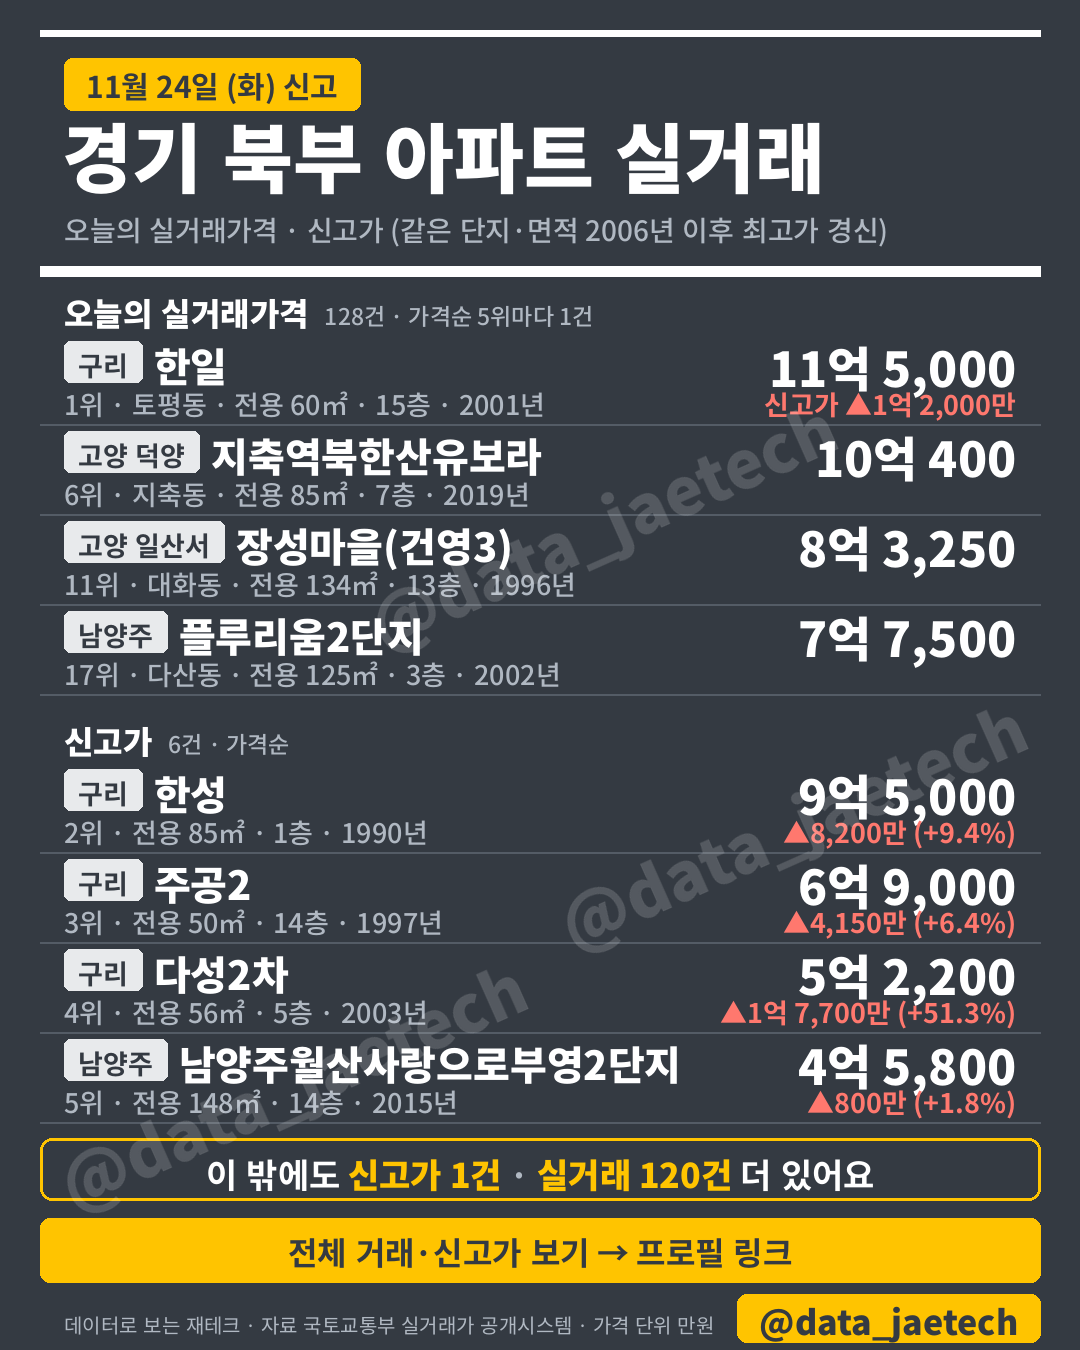 11월 24일 (화) 신고
경기 북부 아파트 실거래
오늘의 실거래가격 · 신고가 (같은 단지·면적 2006년 이후 최고가 경신)
오늘의 실거래가격 128건 · 가격순 5위마다 1건
구리 한일 11억 5,000
1위 · 토평동 · 전용 60㎡ · 15층 · 2001년 신고가 ▲1억 2,000만
고양 덕양 지축역북한산유보라 10억 400
6위 · 지축동 · 전용 85㎡ · 7층 · 2019년
고양 일산서 장성마을(건영3) 8억 3,250
11위 · 대화동 · 전용 134㎡ · 13층 · 1996년
남양주 플루리움2단지 7억 7,500
17위 · 다산동 · 전용 125㎡ · 3층 · 2002년
신고가 6건 · 가격순
구리 한성 9억 5,000
2위 · 전용 85㎡ · 1층 · 1990년 ▲8,200만 (+9.4%)
구리 주공2 6억 9,000
3위 · 전용 50㎡ · 14층 · 1997년 ▲4,150만 (+6.4%)
구리 다성2차 5억 2,200
4위 · 전용 56㎡ · 5층 · 2003년 ▲1억 7,700만 (+51.3%)
남양주 남양주월산사랑으로부영2단지 4억 5,800
5위 · 전용 148㎡ · 14층 · 2015년 ▲800만 (+1.8%)
이 밖에도 신고가 1건 · 실거래 120건 더 있어요
전체 거래·신고가 보기 → 프로필 링크
데이터로 보는 재테크 · 자료 국토교통부 실거래가 공개시스템 · 가격 단위 만원 @data_jaetech
@data_jaetech
@data_jaetech
@data_jaetech